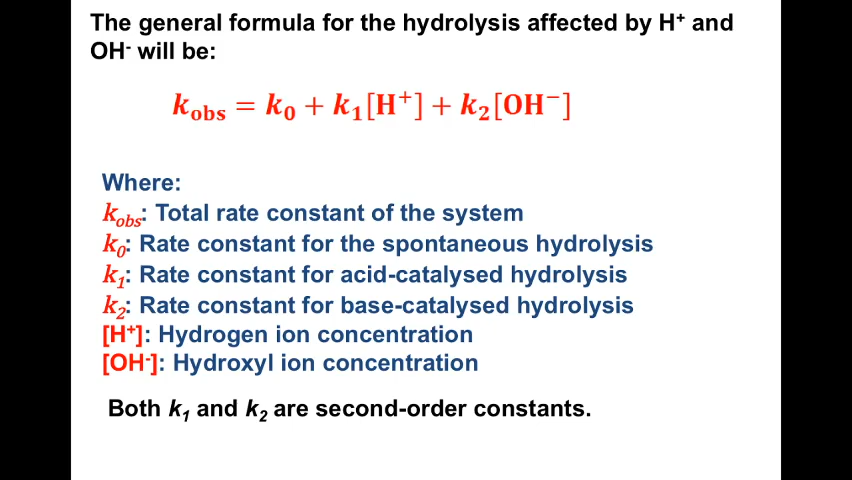 The general formula for the hydrolysis affected by H⁺ and
OH⁻ will be:
k_obs = k₀ + k₁[H⁺] + k₂[OH⁻]
Where:
k_obs: Total rate constant of the system
k₀: Rate constant for the spontaneous hydrolysis
k₁: Rate constant for acid-catalysed hydrolysis
k₂: Rate constant for base-catalysed hydrolysis
[H⁺]: Hydrogen ion concentration
[OH⁻]: Hydroxyl ion concentration
Both k₁ and k₂ are second-order constants.